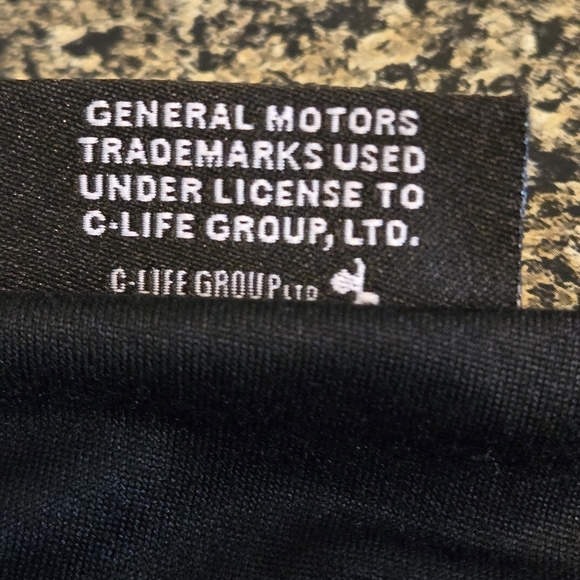 GENERAL MOTORS
TRADEMARKS USED
UNDER LICENSE TO
C-LIFE GROUP, LTD.
C-LIFE GROUP LTD